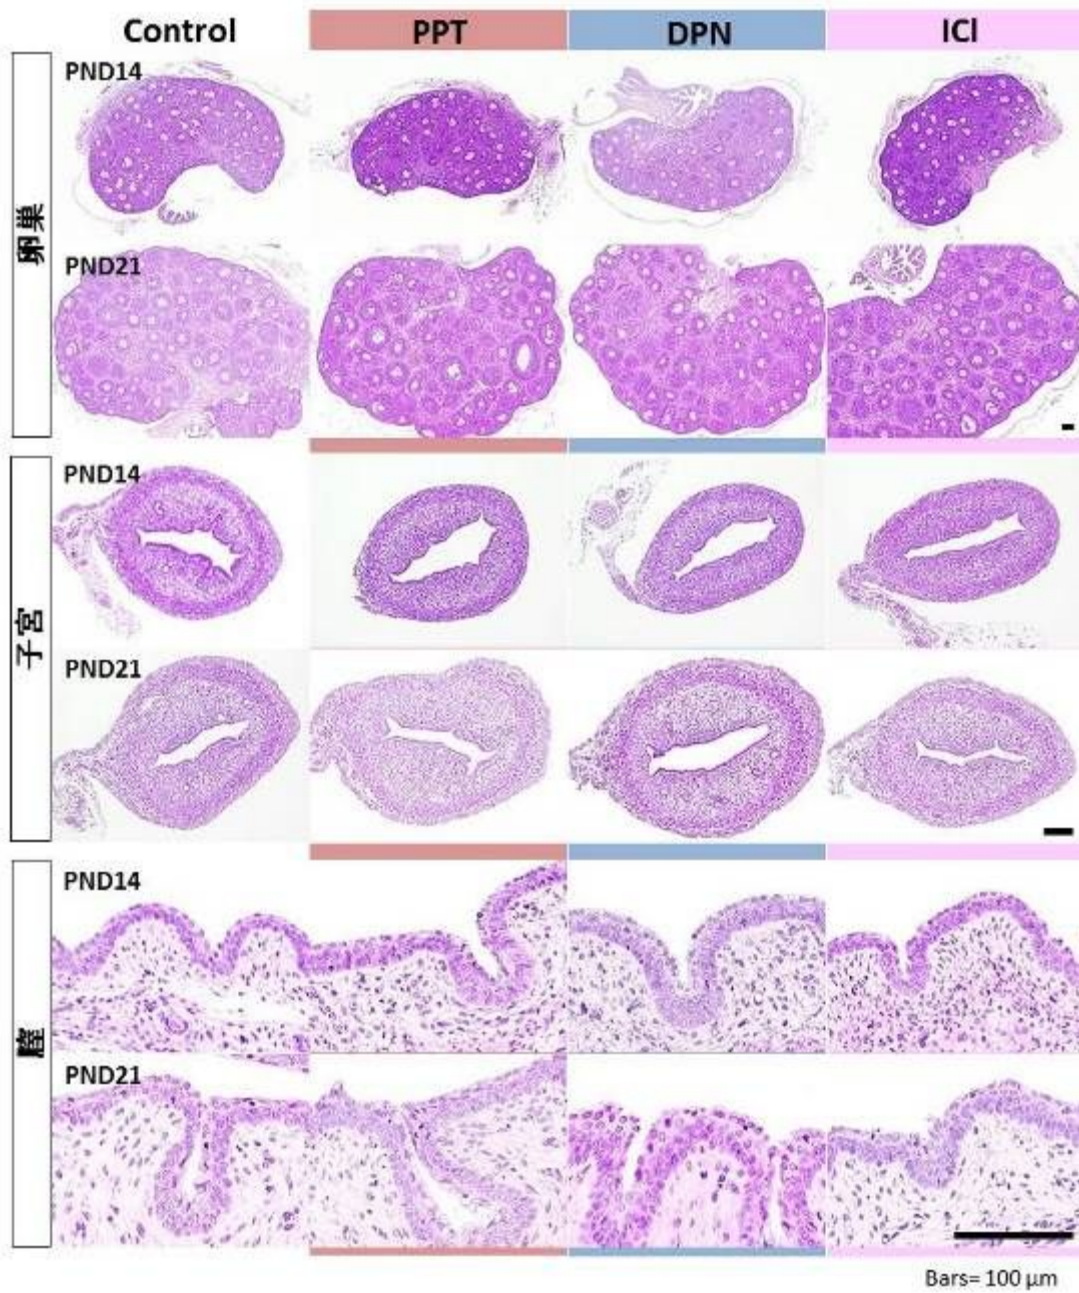 Control PPT DPN ICI
卵巣
PND14
PND21
子宮
PND14
PND21
膣
PND14
PND21
Bars= 100 µm